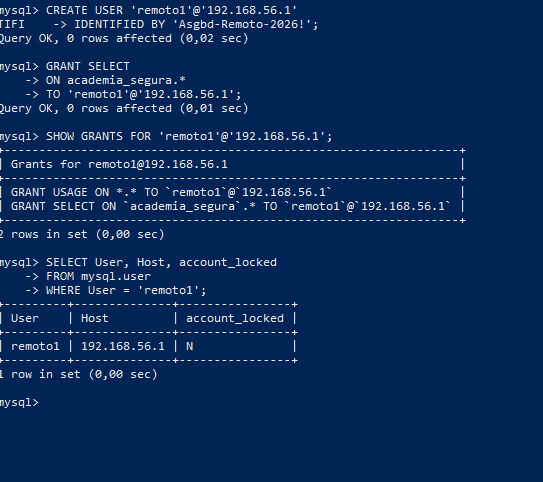 mysql> CREATE USER 'remoto1'@'192.168.56.1'
TIFI    -> IDENTIFIED BY 'Asgbd-Remoto-2026!';
Query OK, 0 rows affected (0,02 sec)
mysql> GRANT SELECT
    -> ON academia_segura.*
    -> TO 'remoto1'@'192.168.56.1';
Query OK, 0 rows affected (0,01 sec)
mysql> SHOW GRANTS FOR 'remoto1'@'192.168.56.1';
+-----------------------------------------------------------------+
| Grants for remoto1@192.168.56.1                                 |
+-----------------------------------------------------------------+
| GRANT USAGE ON *.* TO `remoto1`@`192.168.56.1`                  |
| GRANT SELECT ON `academia_segura`.* TO `remoto1`@`192.168.56.1` |
+-----------------------------------------------------------------+
2 rows in set (0,00 sec)
mysql> SELECT User, Host, account_locked
    -> FROM mysql.user
    -> WHERE User = 'remoto1';
+---------+--------------+----------------+
| User    | Host         | account_locked |
+---------+--------------+----------------+
| remoto1 | 192.168.56.1 | N              |
+---------+--------------+----------------+
1 row in set (0,00 sec)
mysql>